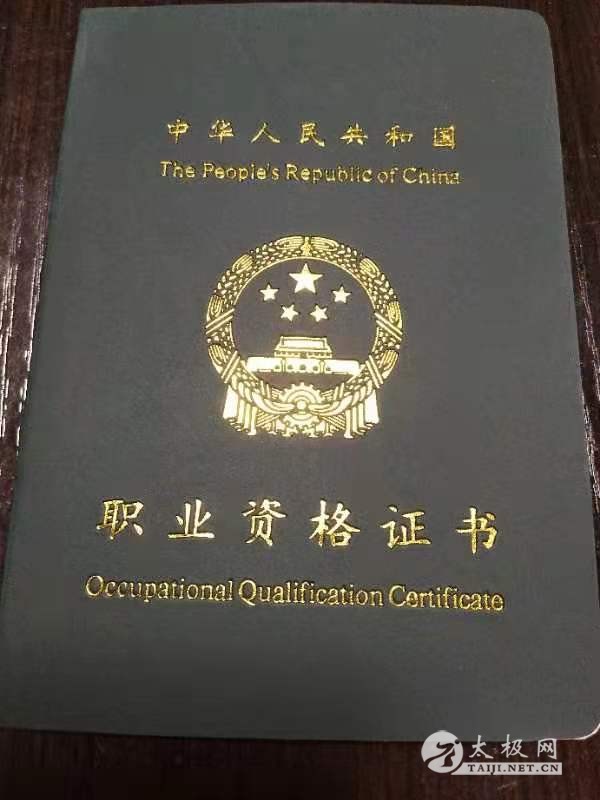 中华人民共和国
The People's Republic of China
职业资格证书
Occupational Qualification Certificate
太极网
TAIJI.NET.CN